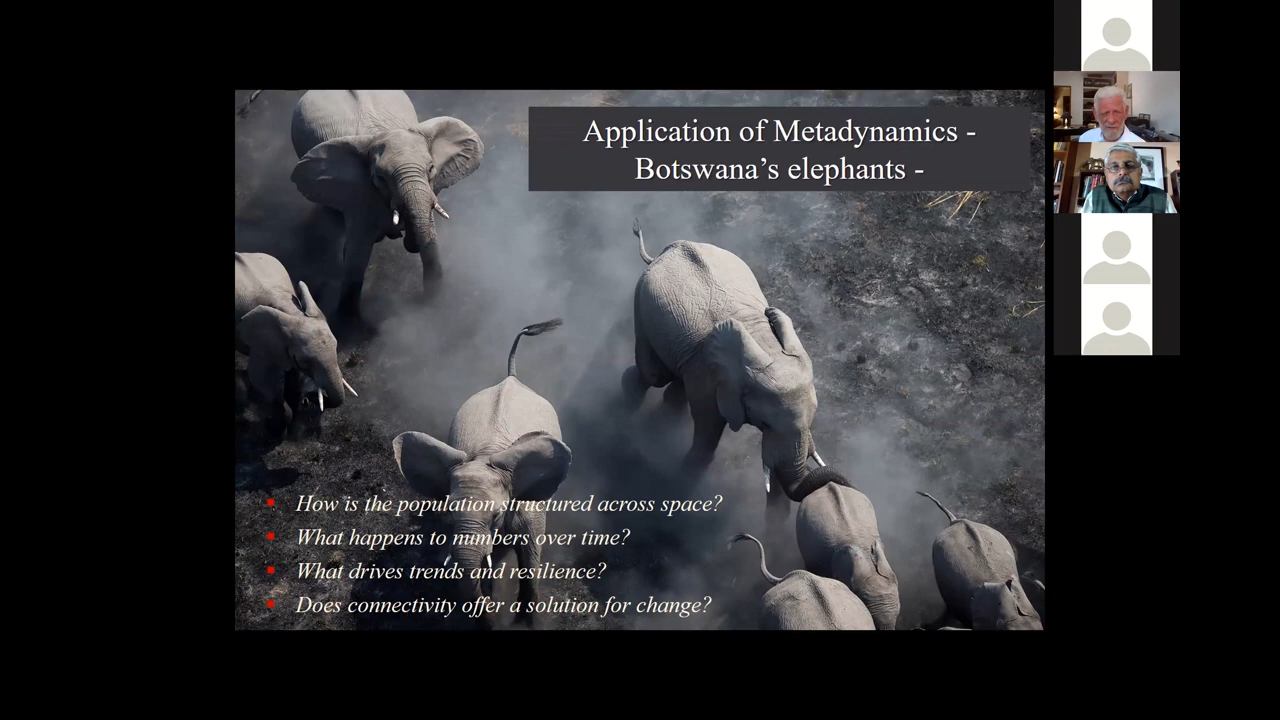 Application of Metadynamics -
Botswana’s elephants -
▪ How is the population structured across space?
▪ What happens to numbers over time?
▪ What drives trends and resilience?
▪ Does connectivity offer a solution for change?